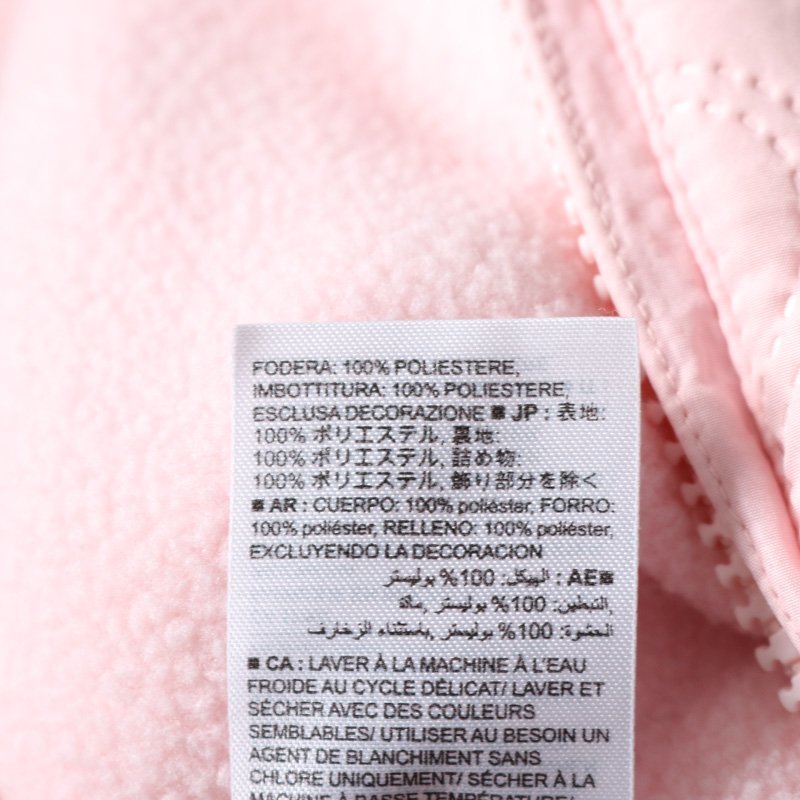 FODERA: 100% POLIESTERE,
IMBOTTITURA: 100% POLIESTERE,
ESCLUSA DECORAZIONE ■ JP : 表地:
100% ポリエステル, 裏地:
100% ポリエステル, 詰め物:
100% ポリエステル, 飾り部分を除く
■ AR : CUERPO: 100% poliéster, FORRO:
100% poliéster, RELLENO: 100% poliéster,
EXCLUYENDO LA DECORACION
■AE : الهيكل: 100% بوليستر
,التبطين: 100% بوليستر ,مادة
الحشوة: 100% بوليستر ,باستثناء الزخارف
■ CA : LAVER À LA MACHINE À L'EAU
FROIDE AU CYCLE DÉLICAT/ LAVER ET
SÉCHER AVEC DES COULEURS
SEMBLABLES/ UTILISER AU BESOIN UN
AGENT DE BLANCHIMENT SANS
CHLORE UNIQUEMENT/ SÉCHER À LA
MACHINE À BASSE TEMPÉRATURE/